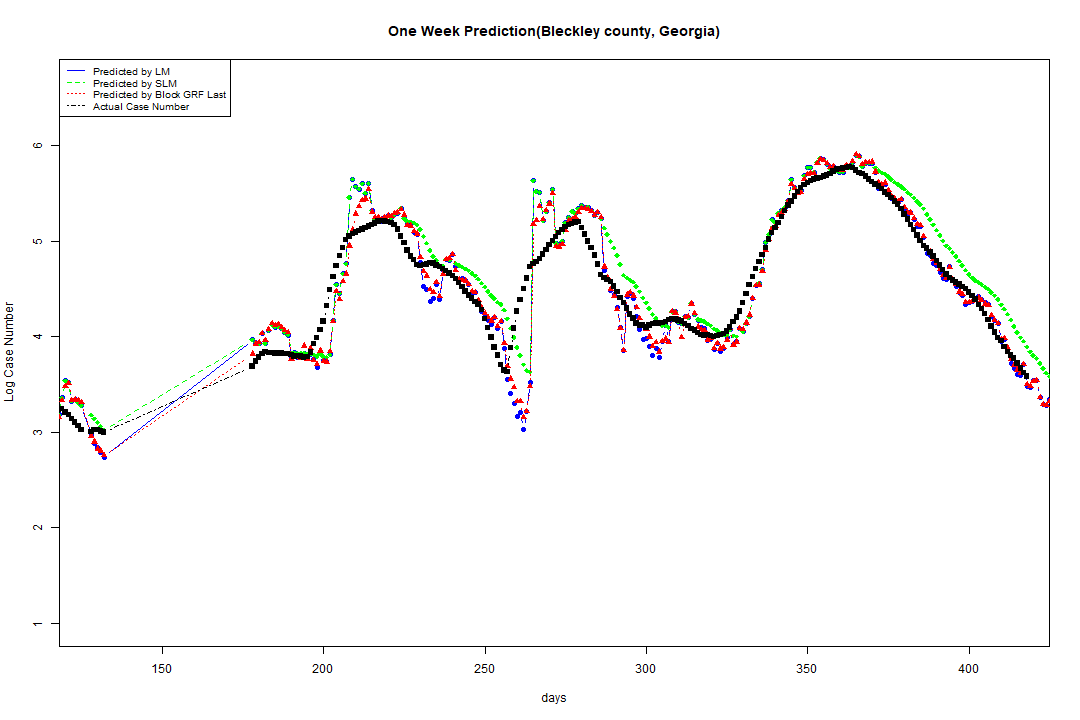 One Week Prediction(Bleckley county, Georgia)
Predicted by LM
Predicted by SLM
Predicted by Block GRF Last
Actual Case Number
Log Case Number
6
5
4
3
2
1
150 200 250 300 350 400
days